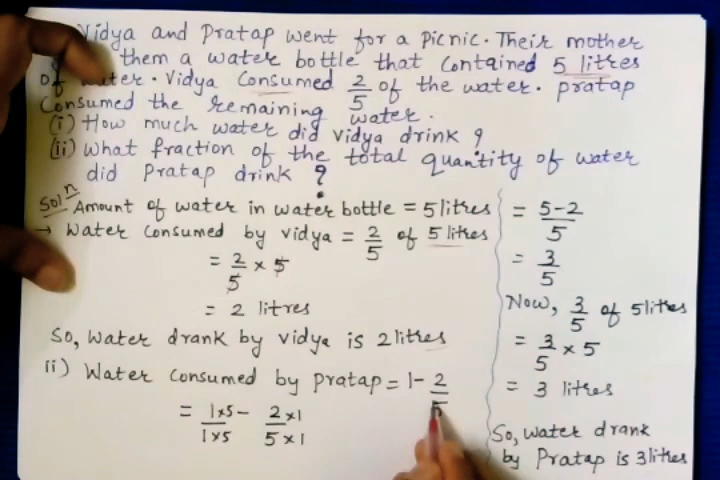 Vidya and Pratap went for a Picnic. Their mother
them a water bottle that contained 5 litres
of water. Vidya Consumed 2/5 of the water. Pratap
Consumed the remaining water.
(i) How much water did Vidya drink ?
(ii) What fraction of the total quantity of water
did Pratap drink ?
Solⁿ Amount of water in water bottle = 5 litres
→ Water Consumed by Vidya = 2/5 of 5 litres
= 2/5 × 5
= 2 litres
So, Water drank by Vidya is 2 litres
ii) Water Consumed by Pratap = 1 - 2/5
= 1×5/1×5 - 2×1/5×1
= 5-2/5
= 3/5
Now, 3/5 of 5 litres
= 3/5 × 5
= 3 litres
So, Water drank
by Pratap is 3 litres